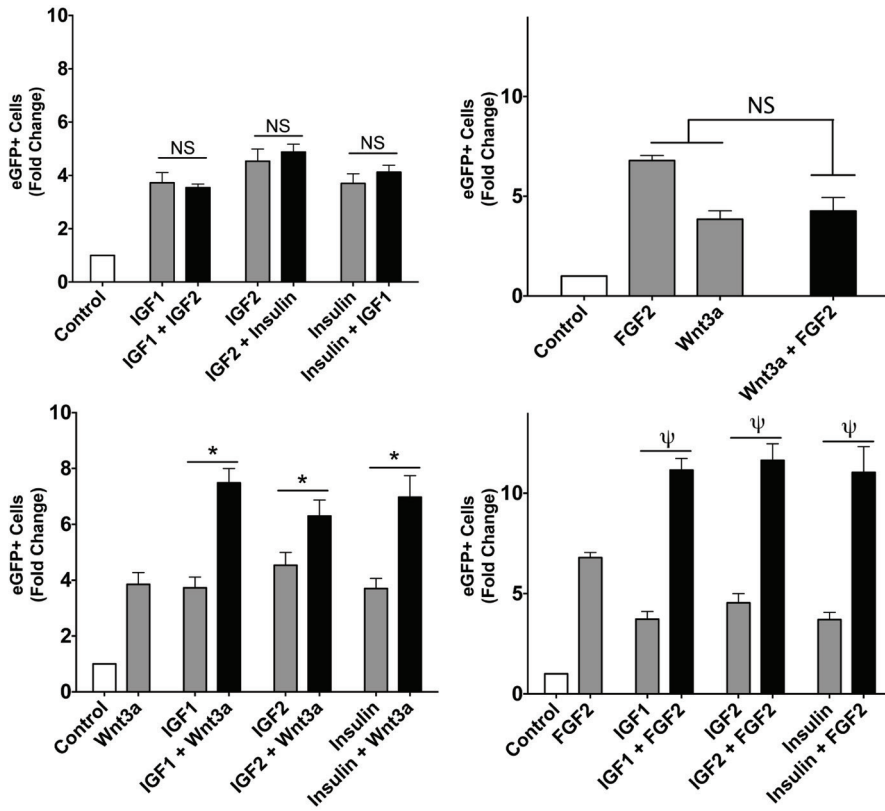 eGFP+ Cells
(Fold Change)
10
8
6
4
2
0
NS
NS
NS
Control
IGF1
IGF1 + IGF2
IGF2
IGF2 + Insulin
Insulin
Insulin + IGF1
eGFP+ Cells
(Fold Change)
10
5
0
NS
Control
FGF2
Wnt3a
Wnt3a + FGF2
eGFP+ Cells
(Fold Change)
10
8
6
4
2
0
*
*
*
Control
Wnt3a
IGF1
IGF1 + Wnt3a
IGF2
IGF2 + Wnt3a
Insulin
Insulin + Wnt3a
eGFP+ Cells
(Fold Change)
10
5
0
ψ
ψ
ψ
Control
FGF2
IGF1
IGF1 + FGF2
IGF2
IGF2 + FGF2
Insulin
Insulin + FGF2